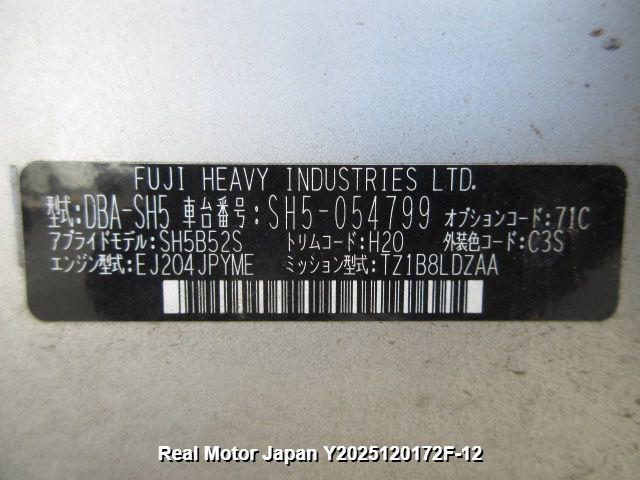 FUJI HEAVY INDUSTRIES LTD.
型式:DBA-SH5 車台番号:SH5-054799 オプションコード:71C
アプライドモデル:SH5B52S トリムコード:H20 外装色コード:C3S
エンジン型式:EJ204JPYME ミッション型式:TZ1B8LDZAA
Real Motor Japan Y2025120172F-12